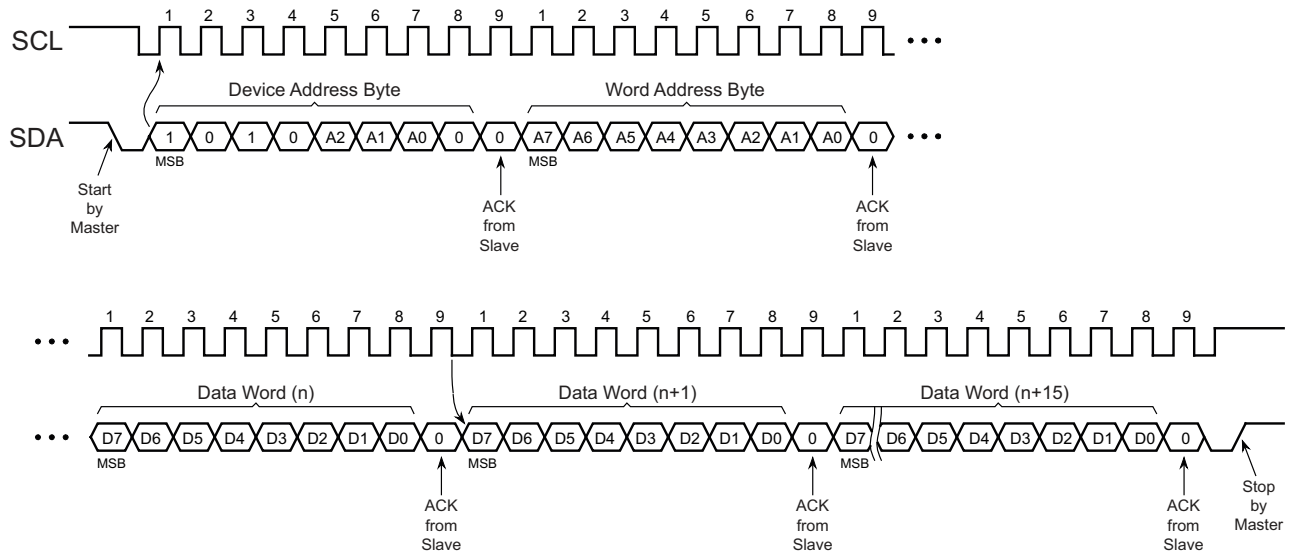 1 2 3 4 5 6 7 8 9 1 2 3 4 5 6 7 8 9
SCL
Device Address Byte Word Address Byte
SDA 1 0 1 0 A2 A1 A0 0 0 A7 A6 A5 A4 A3 A2 A1 A0 0
MSB MSB
Start
by
Master
ACK
from
Slave
ACK
from
Slave
1 2 3 4 5 6 7 8 9 1 2 3 4 5 6 7 8 9 1 2 3 4 5 6 7 8 9
Data Word (n) Data Word (n+1) Data Word (n+15)
D7 D6 D5 D4 D3 D2 D1 D0 0 D7 D6 D5 D4 D3 D2 D1 D0 0 D7 D6 D5 D4 D3 D2 D1 D0 0
MSB MSB MSB
ACK
from
Slave
ACK
from
Slave
ACK
from
Slave
Stop
by
Master